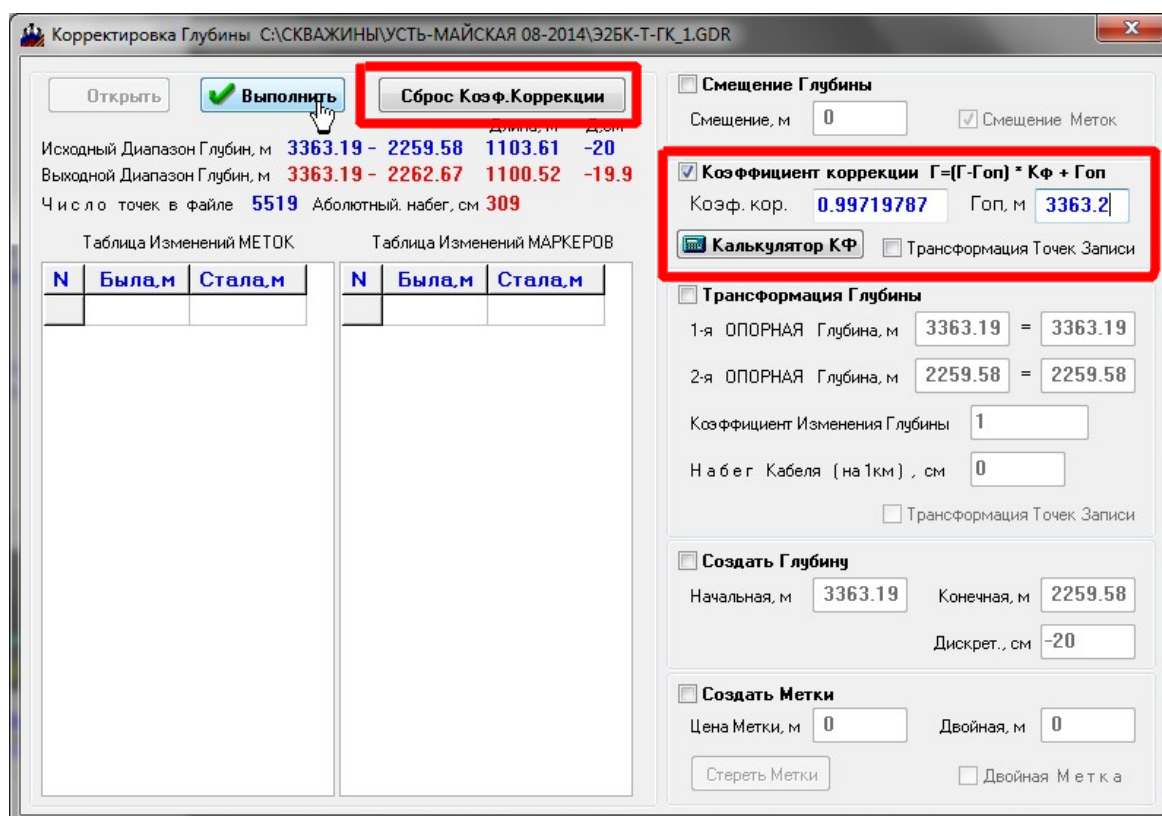 Корректировка Глубины C:\СКВАЖИНЫ\УСТЬ-МАЙСКАЯ 08-2014\Э2БК-Т-ГК_1.GDR
Открыть
Выполнить
Сброс Коэф.Коррекции
Длина, м Д,см
Исходный Диапазон Глубин, м 3363.19 - 2259.58 1103.61 -20
Выходной Диапазон Глубин, м 3363.19 - 2262.67 1100.52 -19.9
Число точек в файле 5519 Аболютный. набег, см 309
Таблица Изменений МЕТОК
N Была,м Стала,м
Таблица Изменений МАРКЕРОВ
N Была,м Стала,м
Смещение Глубины
Смещение, м 0 Смещение Меток
Коэффициент коррекции Г=(Г-Гоп) * Кф + Гоп
Коэф. кор. 0.99719787 Гоп, м 3363.2
Калькулятор КФ Трансформация Точек Записи
Трансформация Глубины
1-я ОПОРНАЯ Глубина, м 3363.19 = 3363.19
2-я ОПОРНАЯ Глубина, м 2259.58 = 2259.58
Коэффициент Изменения Глубины 1
Набег Кабеля (на 1км) , см 0
Трансформация Точек Записи
Создать Глубину
Начальная, м 3363.19 Конечная, м 2259.58
Дискрет., см -20
Создать Метки
Цена Метки, м 0 Двойная, м 0
Стереть Метки Двойная Метка